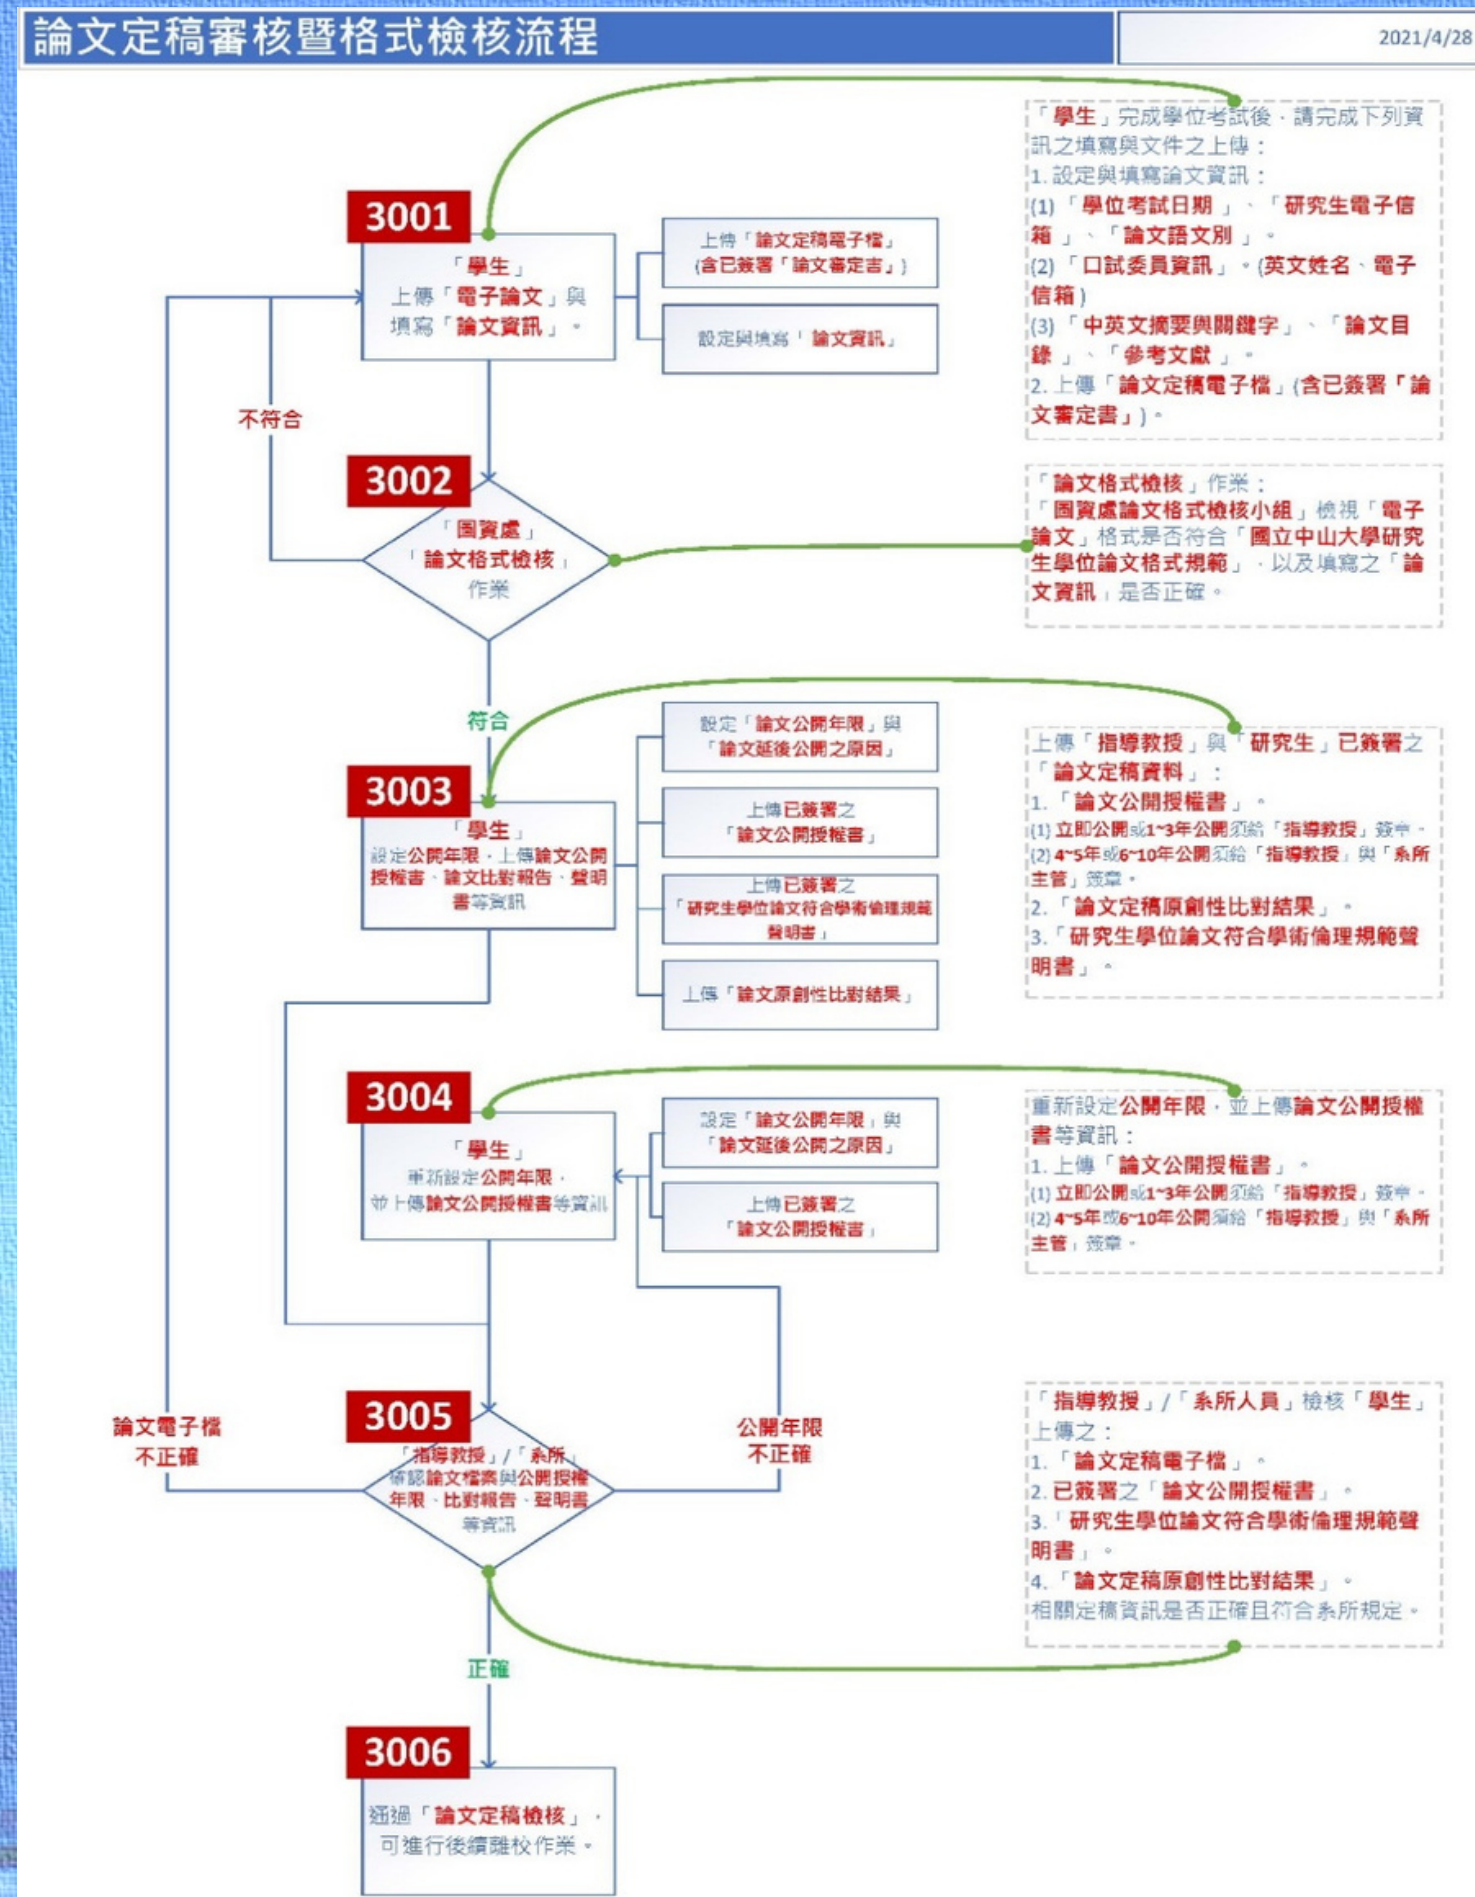 論文定稿審核暨格式檢核流程
2021/4/28
3001
「學生」
上傳「電子論文」與
填寫「論文資訊」。
上傳「論文定稿電子檔」
(含已簽署「論文審定書」)
設定與填寫「論文資訊」
「學生」完成學位考試後，請完成下列資
訊之填寫與文件之上傳：
1. 設定與填寫論文資訊：
(1)「學位考試日期」、「研究生電子信
箱」、「論文語文別」。
(2)「口試委員資訊」。(英文姓名、電子
信箱)
(3)「中英文摘要與關鍵字」、「論文目
錄」、「參考文獻」。
2. 上傳「論文定稿電子檔」(含已簽署「論
文審定書」)。
不符合
3002
「圖資處」
「論文格式檢核」
作業
「論文格式檢核」作業：
「圖資處論文格式檢核小組」檢視「電子
論文」格式是否符合「國立中山大學研究
生學位論文格式規範」，以及填寫之「論
文資訊」是否正確。
符合
3003
「學生」
設定公開年限，上傳論文公開
授權書、論文比對報告、聲明
書等資訊
設定「論文公開年限」與
「論文延後公開之原因」
上傳已簽署之
「論文公開授權書」
上傳已簽署之
「研究生學位論文符合學術倫理規範
聲明書」
上傳「論文原創性比對結果」
上傳「指導教授」與「研究生」已簽署之
「論文定稿資料」：
1.「論文公開授權書」。
(1) 立即公開或1~3年公開須給「指導教授」簽章。
(2) 4~5年或6~10年公開須給「指導教授」與「系所
主管」簽章。
2.「論文定稿原創性比對結果」。
3.「研究生學位論文符合學術倫理規範聲
明書」。
3004
「學生」
重新設定公開年限，
並上傳論文公開授權書等資訊
設定「論文公開年限」與
「論文延後公開之原因」
上傳已簽署之
「論文公開授權書」
重新設定公開年限，並上傳論文公開授權
書等資訊：
1. 上傳「論文公開授權書」。
(1) 立即公開或1~3年公開須給「指導教授」簽章。
(2) 4~5年或6~10年公開須給「指導教授」與「系所
主管」簽章。
論文電子檔
不正確
3005
「指導教授」/「系所」
確認論文檔案與公開授權
年限、比對報告、聲明書
等資訊
公開年限
不正確
「指導教授」/「系所人員」檢核「學生」
上傳之：
1.「論文定稿電子檔」。
2. 已簽署之「論文公開授權書」。
3.「研究生學位論文符合學術倫理規範聲
明書」。
4.「論文定稿原創性比對結果」。
相關定稿資訊是否正確且符合系所規定。
正確
3006
通過「論文定稿檢核」，
可進行後續離校作業。